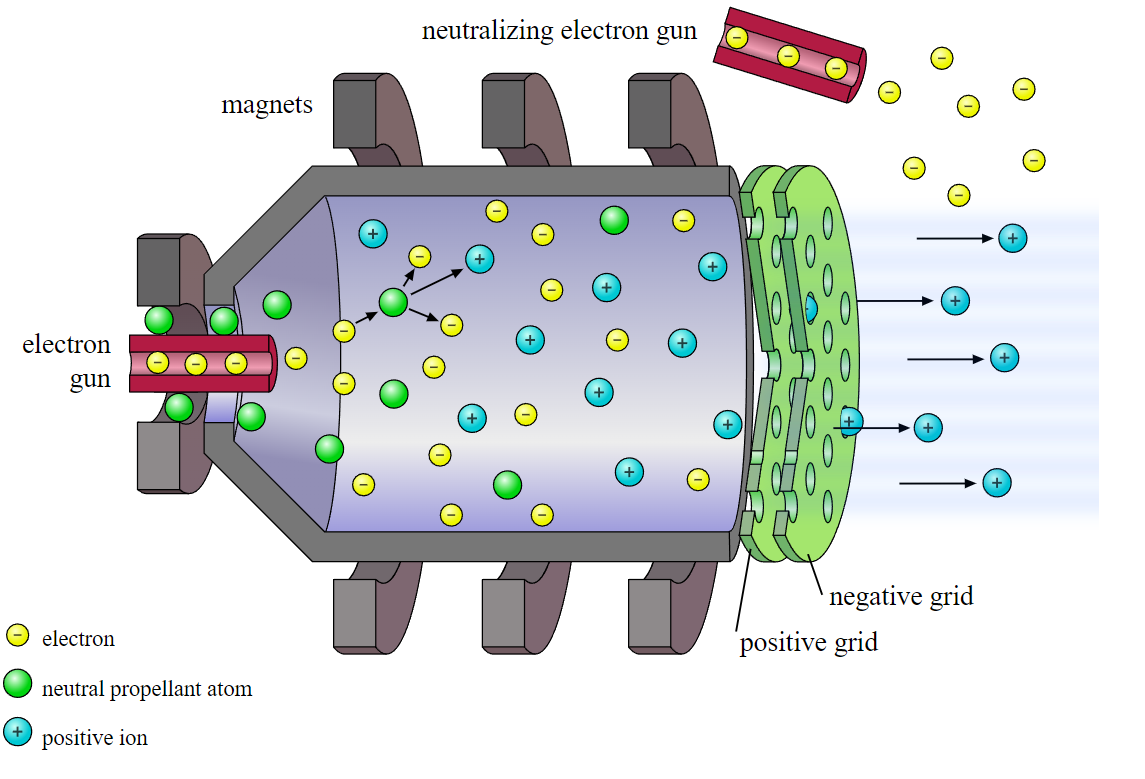 neutralizing electron gun
magnets
electron
gun
negative grid
positive grid
electron
neutral propellant atom
positive ion